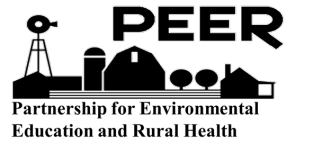 PEER
Partnership for Environmental
Education and Rural Health